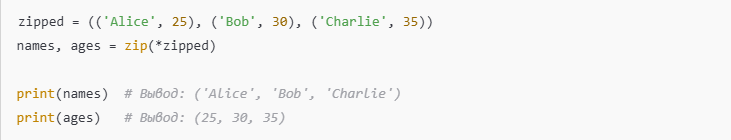 zipped = (('Alice', 25), ('Bob', 30), ('Charlie', 35))
names, ages = zip(*zipped)
print(names)  # Вывод: ('Alice', 'Bob', 'Charlie')
print(ages)   # Вывод: (25, 30, 35)